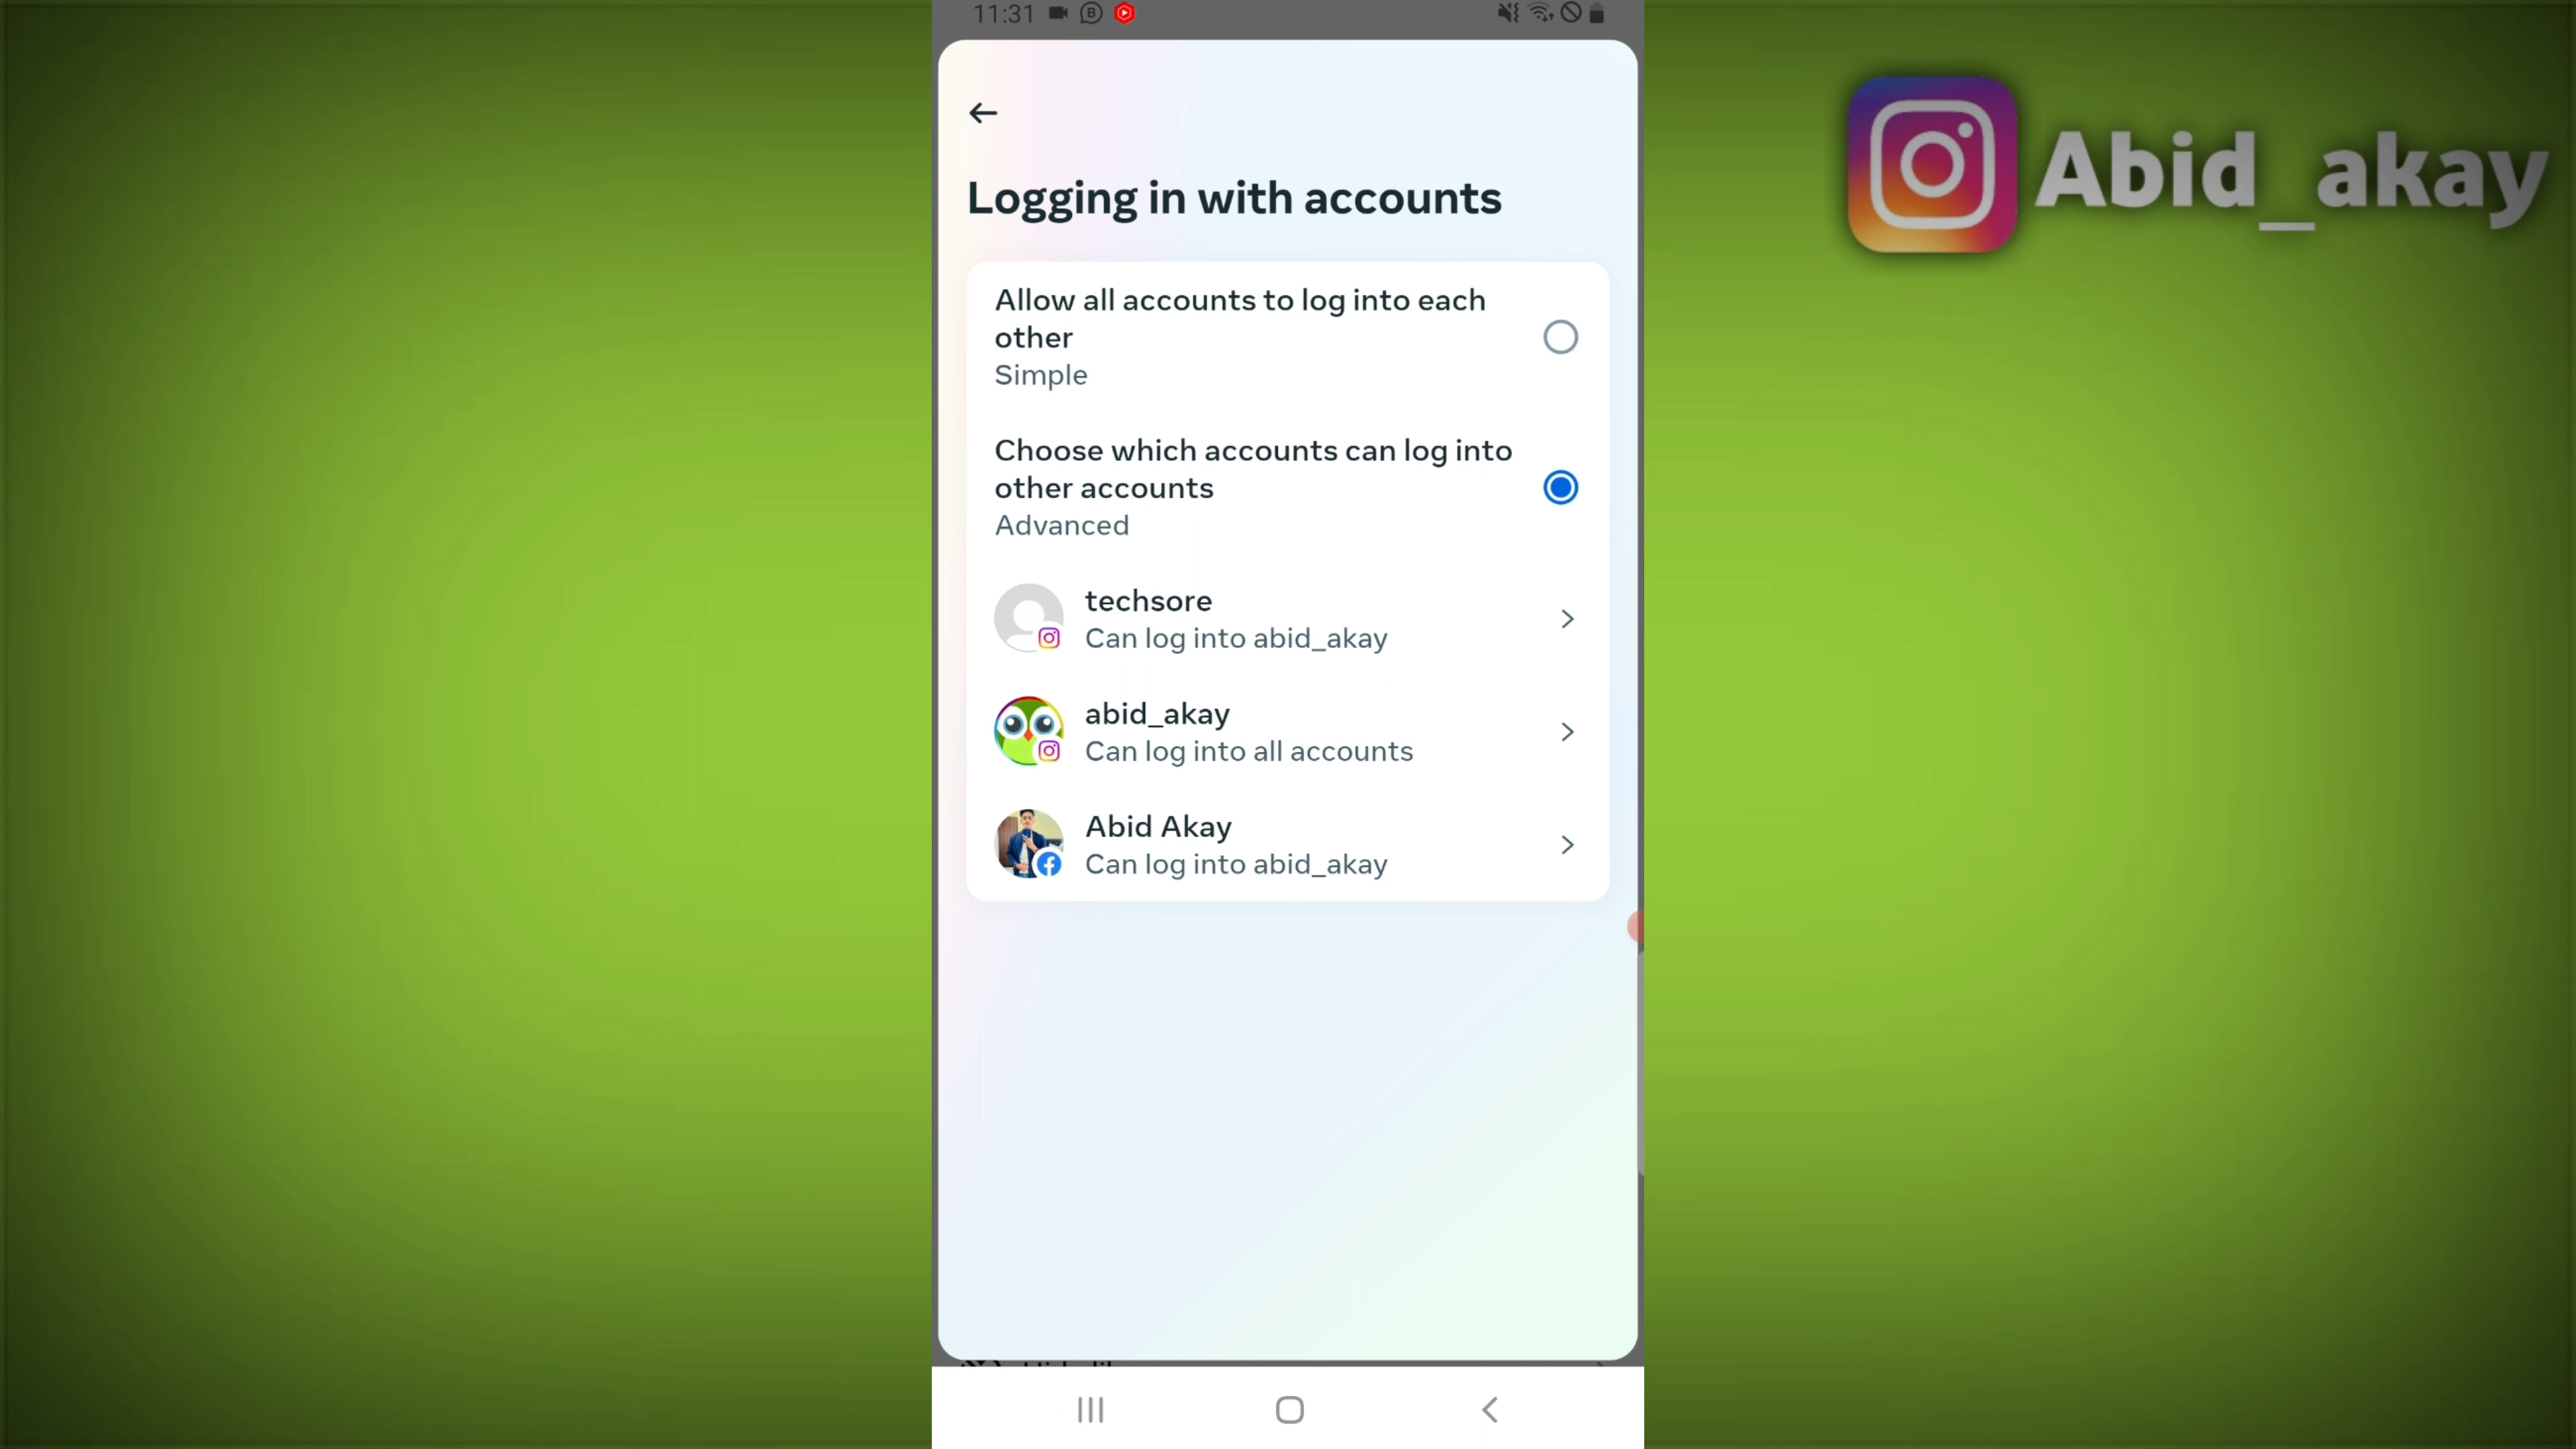 11:31
Abid_akay
Logging in with accounts
Allow all accounts to log into each
other
Simple
Choose which accounts can log into
other accounts
Advanced
techsore
Can log into abid_akay
abid_akay
Can log into all accounts
Abid Akay
Can log into abid_akay